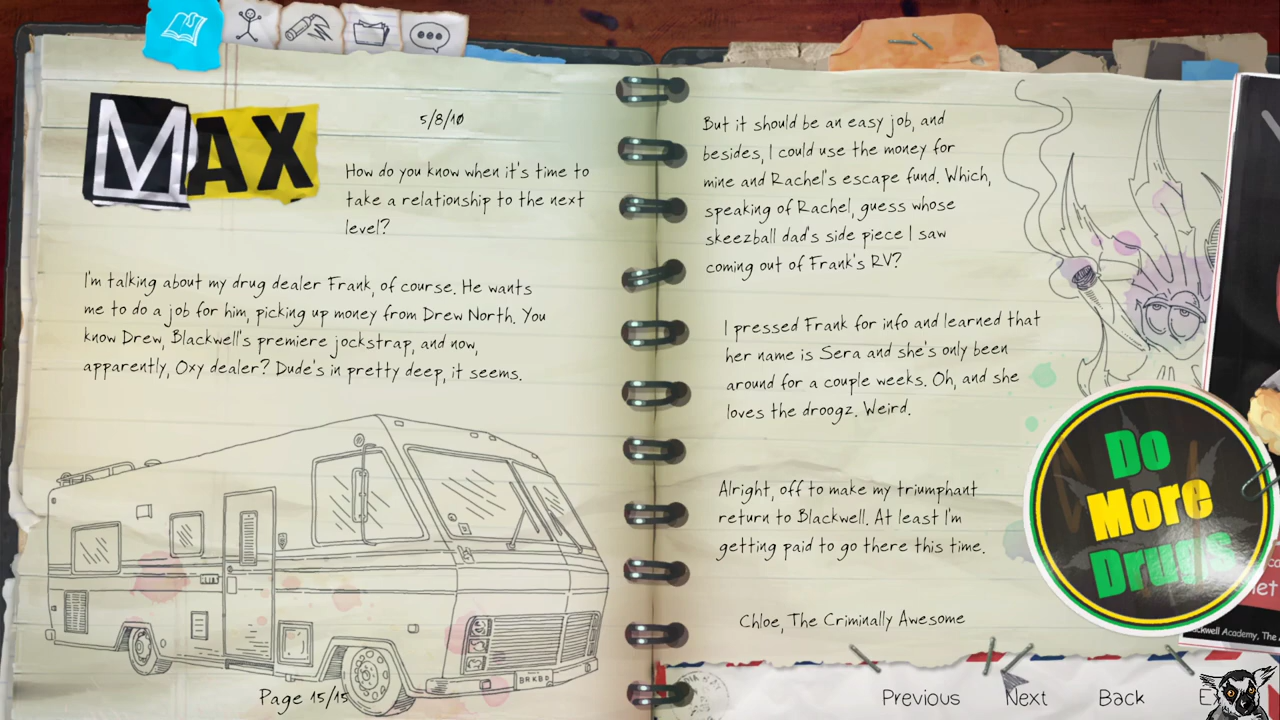 MAX
5/8/10
How do you know when it's time to
take a relationship to the next
level?
I'm talking about my drug dealer Frank, of course. He wants
me to do a job for him, picking up money from Drew North. You
know Drew, Blackwell's premiere jockstrap, and now,
apparently, Oxy dealer? Dude's in pretty deep, it seems.
BRKBD
Page 15/15
But it should be an easy job, and
besides, I could use the money for
mine and Rachel's escape fund. Which,
speaking of Rachel, guess whose
skeezball dad's side piece I saw
coming out of Frank's RV?
I pressed Frank for info and learned that
her name is Sera and she's only been
around for a couple weeks. Oh, and she
loves the droogz. Weird.
Alright, off to make my triumphant
return to Blackwell. At least I'm
getting paid to go there this time.
Chloe, The Criminally Awesome
Do
More
Drugs
Academy, The
Previous
Next
Back